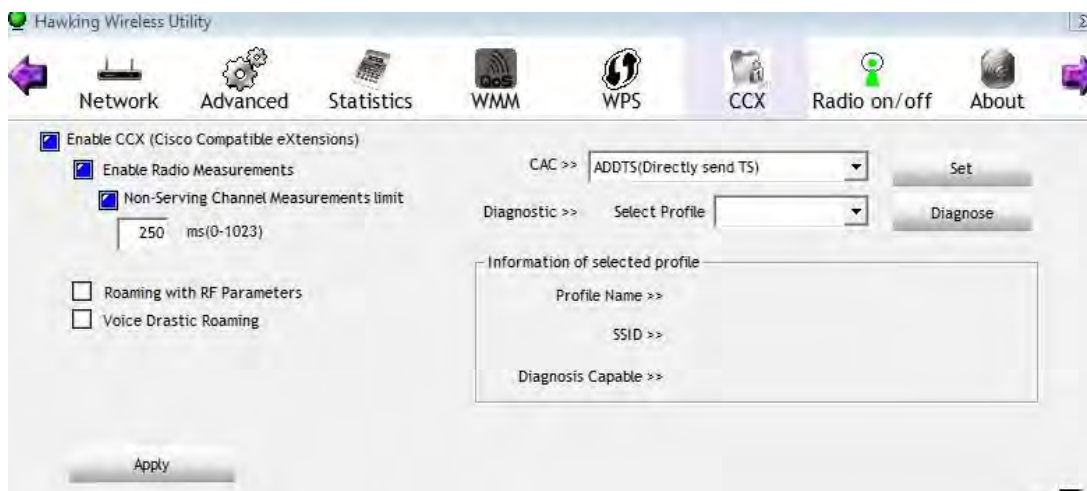 Hawking Wireless Utility
Network Advanced Statistics WMM WPS CCX Radio on/off About
QoS
Enable CCX (Cisco Compatible eXtensions)
Enable Radio Measurements
Non-Serving Channel Measurements limit
250 ms(0-1023)
Roaming with RF Parameters
Voice Drastic Roaming
Apply
CAC >> ADDTS(Directly send TS) Set
Diagnostic >> Select Profile Diagnose
Information of selected profile
Profile Name >>
SSID >>
Diagnosis Capable >>